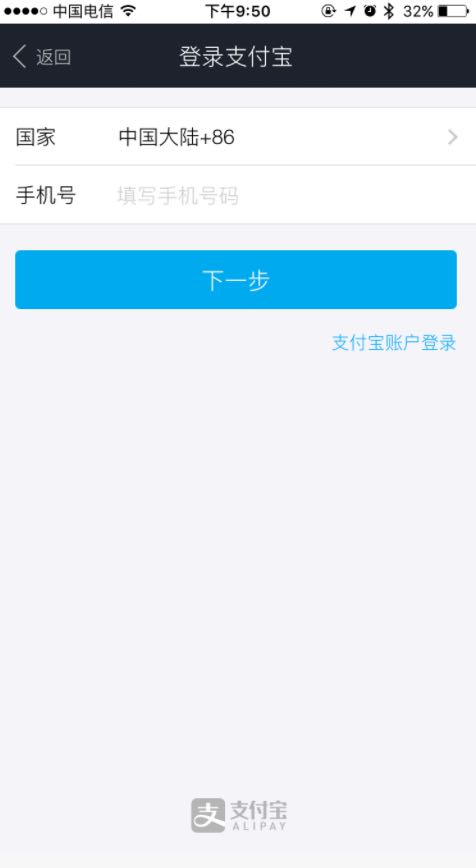 中国电信 下午9:50 32%
返回 登录支付宝
国家 中国大陆+86
手机号 填写手机号码
下一步
支付宝账户登录
支 支付宝
ALIPAY